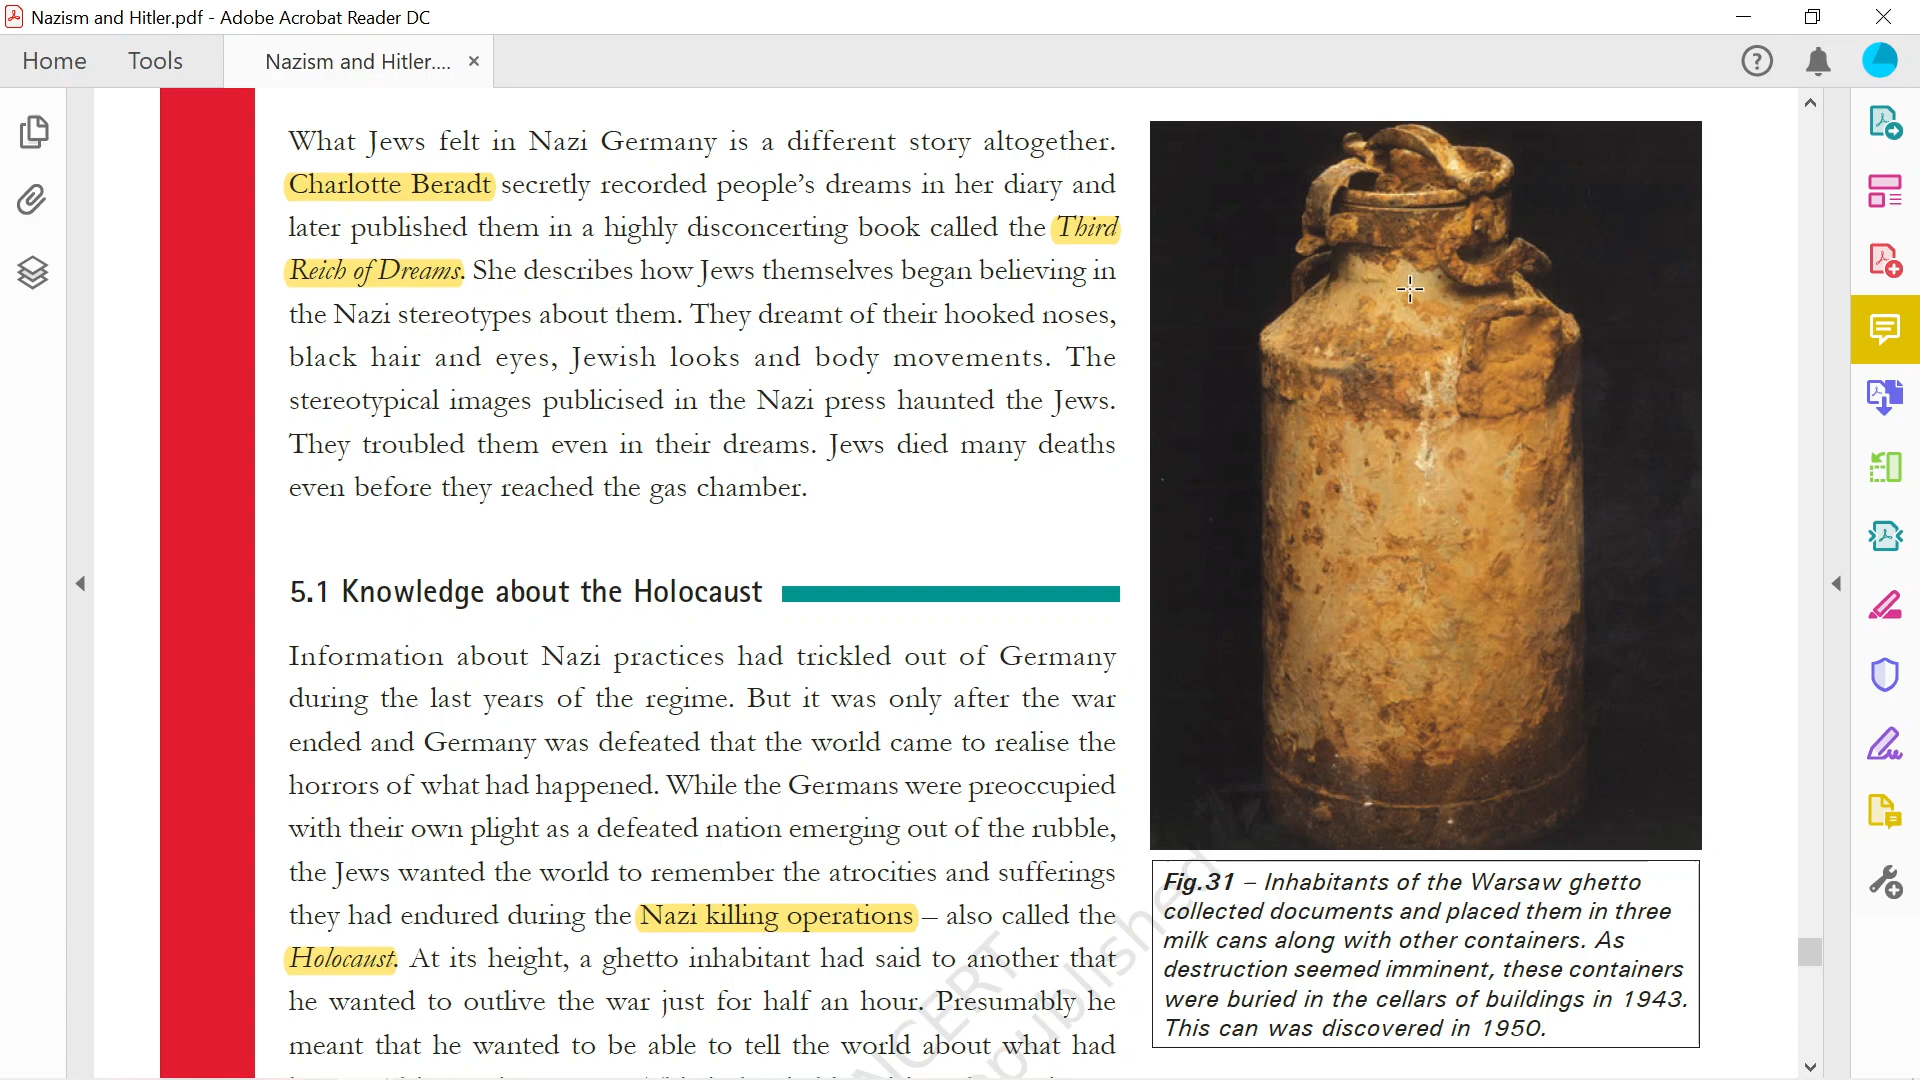 Nazism and Hitler.pdf - Adobe Acrobat Reader DC
Home
Tools
Nazism and Hitler....
What Jews felt in Nazi Germany is a different story altogether.
Charlotte Beradt secretly recorded people’s dreams in her diary and
later published them in a highly disconcerting book called the Third
Reich of Dreams. She describes how Jews themselves began believing in
the Nazi stereotypes about them. They dreamt of their hooked noses,
black hair and eyes, Jewish looks and body movements. The
stereotypical images publicised in the Nazi press haunted the Jews.
They troubled them even in their dreams. Jews died many deaths
even before they reached the gas chamber.
5.1 Knowledge about the Holocaust
Information about Nazi practices had trickled out of Germany
during the last years of the regime. But it was only after the war
ended and Germany was defeated that the world came to realise the
horrors of what had happened. While the Germans were preoccupied
with their own plight as a defeated nation emerging out of the rubble,
the Jews wanted the world to remember the atrocities and sufferings
they had endured during the Nazi killing operations – also called the
Holocaust. At its height, a ghetto inhabitant had said to another that
he wanted to outlive the war just for half an hour. Presumably he
meant that he wanted to be able to tell the world about what had
Fig.31 – Inhabitants of the Warsaw ghetto
collected documents and placed them in three
milk cans along with other containers. As
destruction seemed imminent, these containers
were buried in the cellars of buildings in 1943.
This can was discovered in 1950.
NCERT